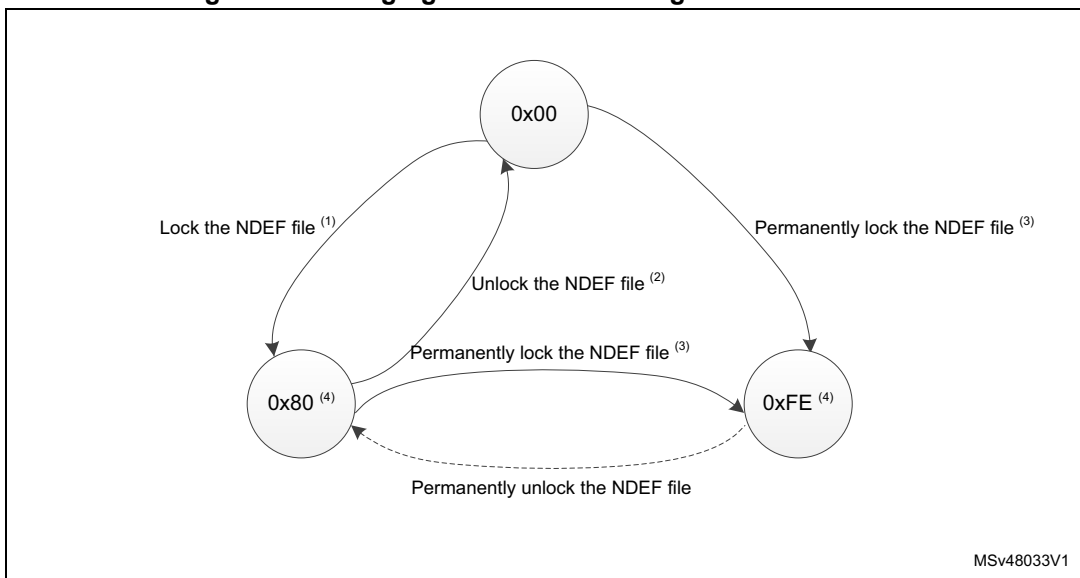 0x00
Lock the NDEF file (1)
Permanently lock the NDEF file (3)
Unlock the NDEF file (2)
Permanently lock the NDEF file (3)
0x80 (4)
0xFE (4)
Permanently unlock the NDEF file
MSv48033V1